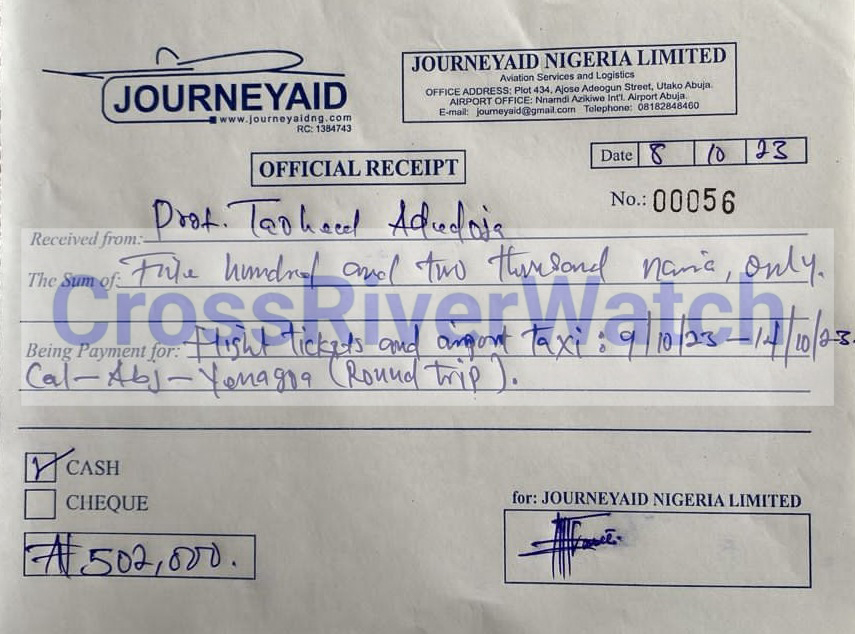 JOURNEYAID
www.journeyaidng.com
RC: 1384743
JOURNEYAID NIGERIA LIMITED
Aviation Services and Logistics
OFFICE ADDRESS: Plot 434, Ajose Adeogun Street, Utako Abuja.
AIRPORT OFFICE: Nnamdi Azikiwe Int'l. Airport Abuja.
E-mail: journeyaid@gmail.com Telephone: 08182848460
OFFICIAL RECEIPT
Date 8 10 23
No.: 00056
Received from: Prof. Taoheed Adedoja
The Sum of: Five hundred and two thousand naira, only.
CrossRiverWatch
Being Payment for: Flight tickets and airport Taxi: 9/10/23 – 14/10/23.
Cal – Abj – Yenagoa (Round trip).
CASH
CHEQUE
₦502,000.
for: JOURNEYAID NIGERIA LIMITED